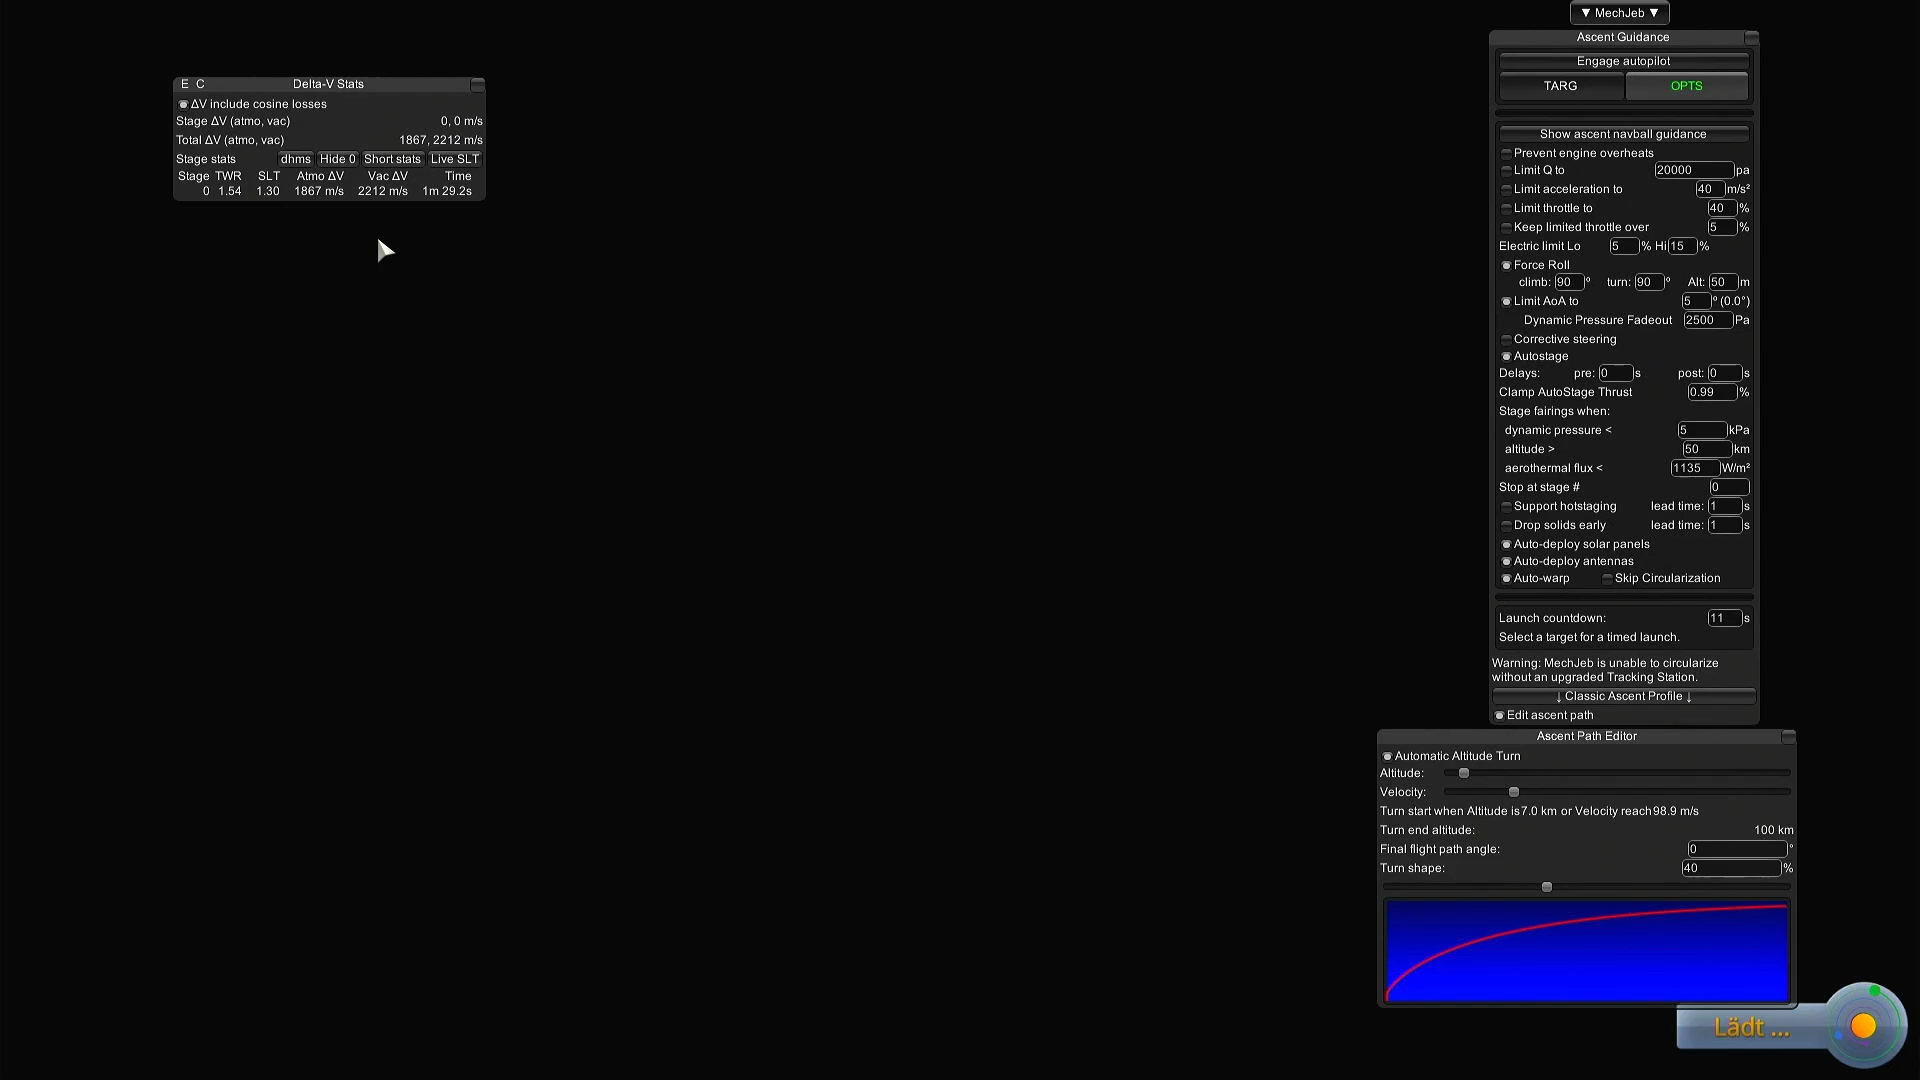 ▼ MechJeb ▼
Ascent Guidance
Engage autopilot
TARG OPTS
E C Delta-V Stats
ΔV include cosine losses
Stage ΔV (atmo, vac) 0, 0 m/s
Total ΔV (atmo, vac) 1867, 2212 m/s
Stage stats dhms Hide 0 Short stats Live SLT
Stage TWR SLT Atmo ΔV Vac ΔV Time
0 1.54 1.30 1867 m/s 2212 m/s 1m 29.2s
Show ascent navball guidance
Prevent engine overheats
Limit Q to 20000 pa
Limit acceleration to 40 m/s²
Limit throttle to 40 %
Keep limited throttle over 5 %
Electric limit Lo 5 % Hi 15 %
Force Roll
climb: 90 º turn: 90 º Alt: 50 m
Limit AoA to 5 º (0.0°)
Dynamic Pressure Fadeout 2500 Pa
Corrective steering
Autostage
Delays: pre: 0 s post: 0 s
Clamp AutoStage Thrust 0.99 %
Stage fairings when:
dynamic pressure < 5 kPa
altitude > 50 km
aerothermal flux < 1135 W/m²
Stop at stage # 0
Support hotstaging lead time: 1 s
Drop solids early lead time: 1 s
Auto-deploy solar panels
Auto-deploy antennas
Auto-warp Skip Circularization
Launch countdown: 11 s
Select a target for a timed launch.
Warning: MechJeb is unable to circularize
without an upgraded Tracking Station.
↓ Classic Ascent Profile ↓
Edit ascent path
Ascent Path Editor
Automatic Altitude Turn
Altitude:
Velocity:
Turn start when Altitude is7.0 km or Velocity reach98.9 m/s
Turn end altitude: 100 km
Final flight path angle: 0 °
Turn shape: 40 %
Lädt ...